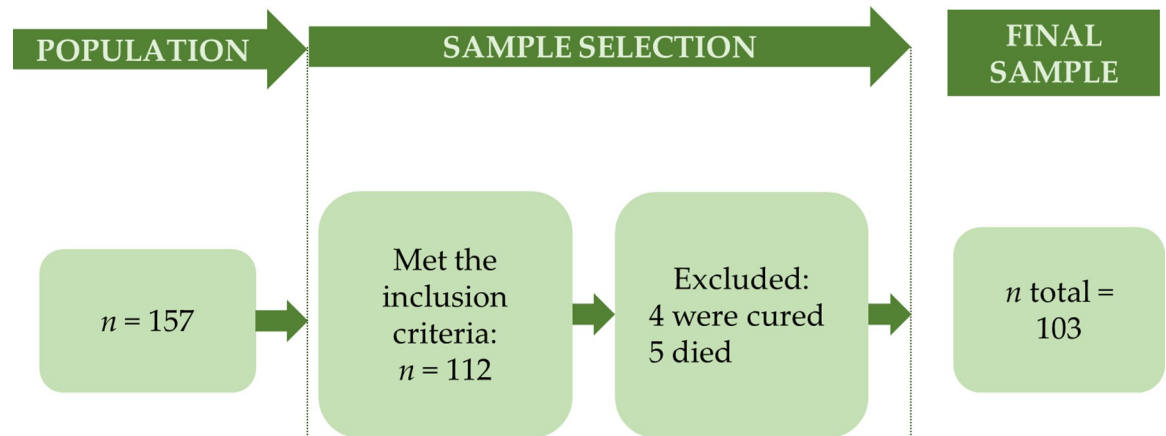 POPULATION
SAMPLE SELECTION
FINAL
SAMPLE
n = 157
Met the
inclusion
criteria:
n = 112
Excluded:
4 were cured
5 died
n total =
103